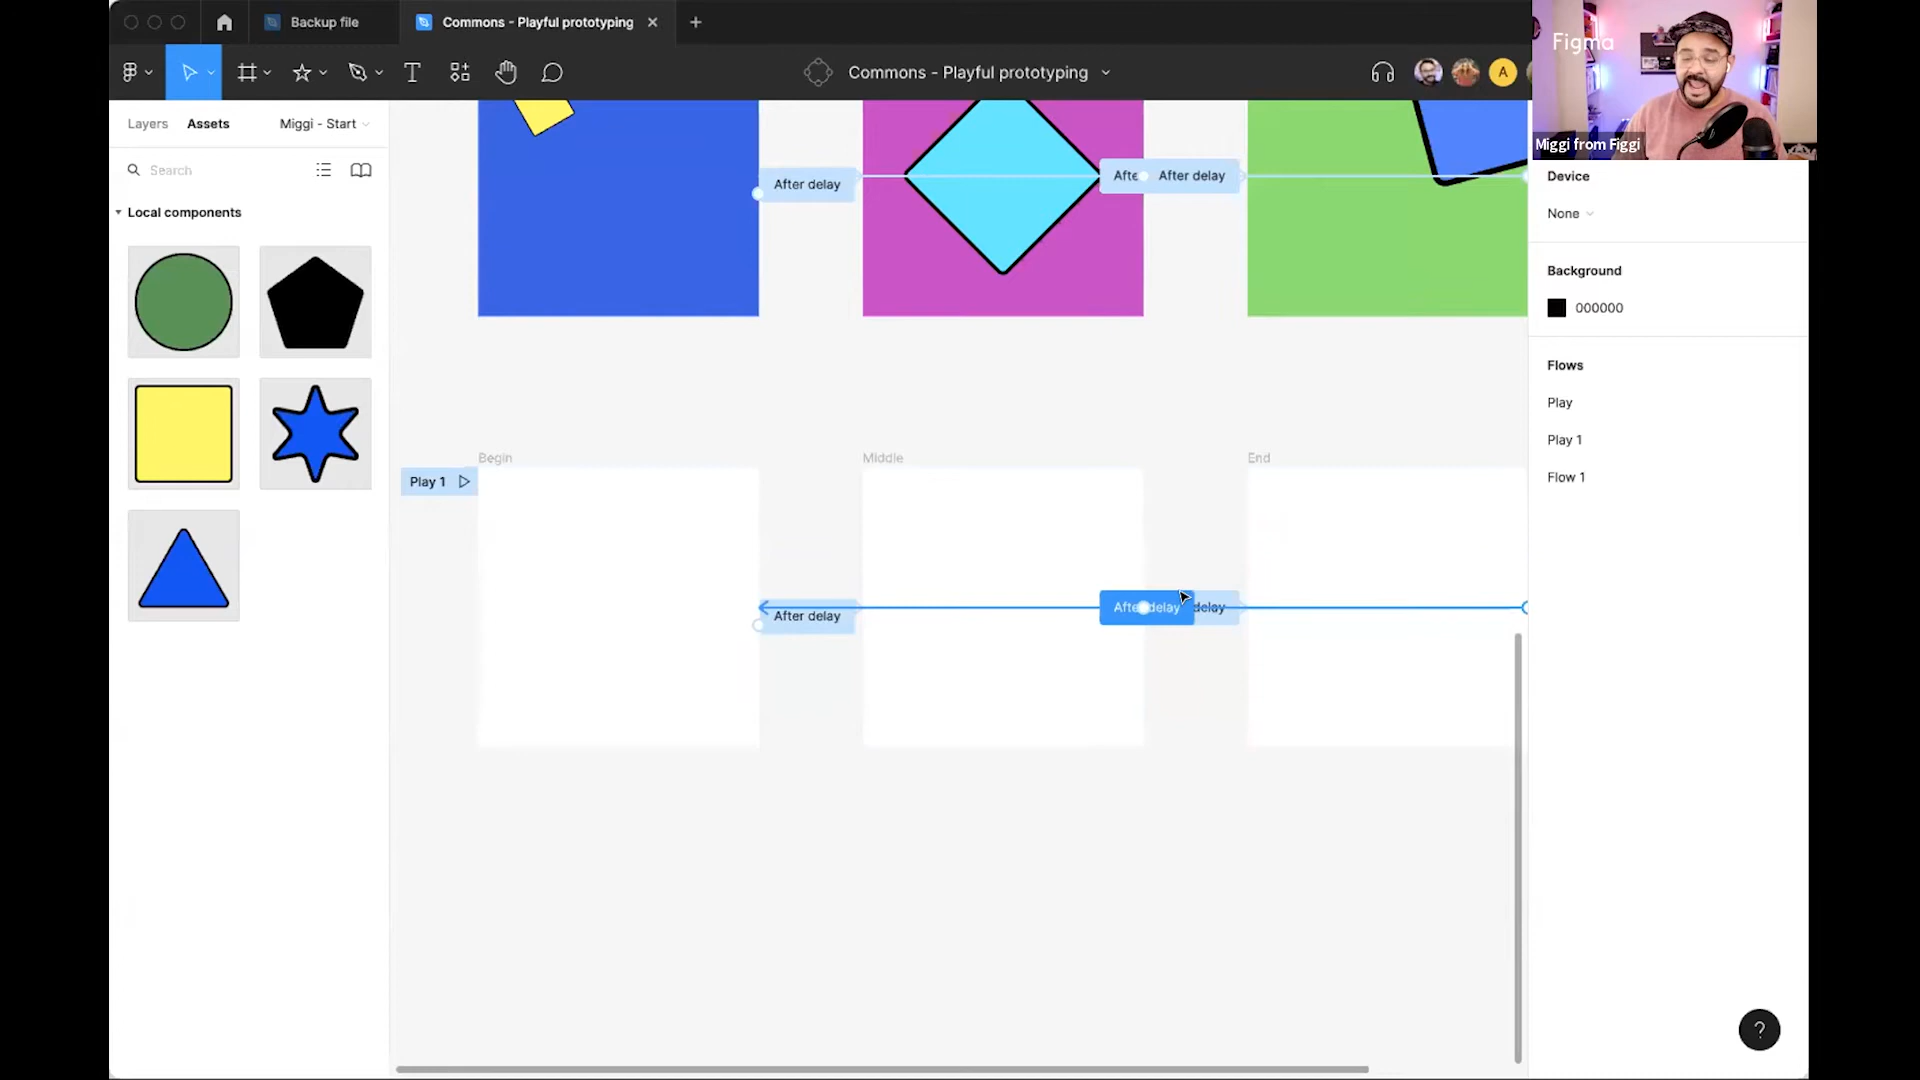 Backup file
Commons - Playful prototyping
Figma
T
Commons - Playful prototyping
A
Miggi from Figgi
Layers
Assets
Miggi - Start
Search
Local components
After delay
Afte
After delay
Device
None
Background
000000
Flows
Play
Play 1
Flow 1
Begin
Middle
End
Play 1
After delay
After delay
delay
?